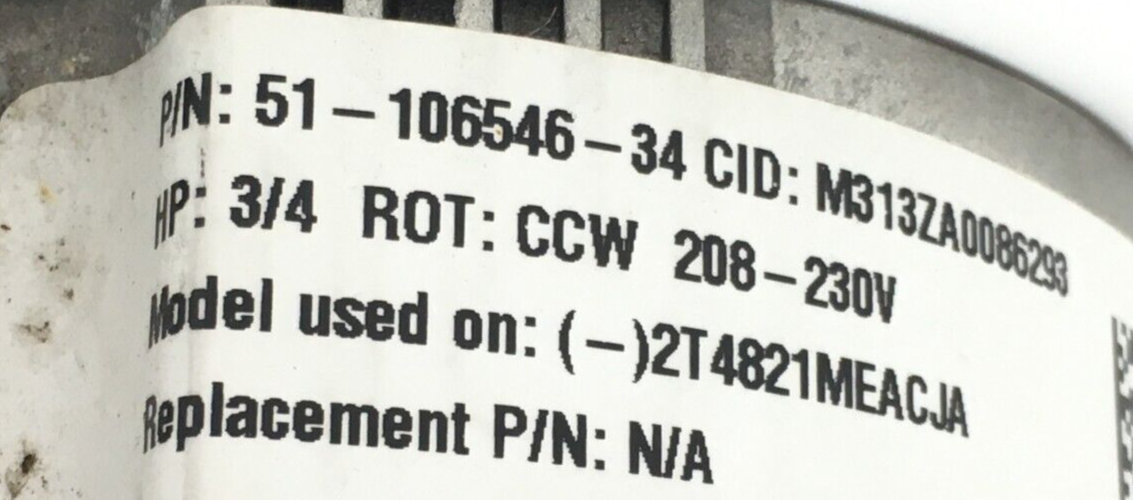 P/N: 51-106546-34 CID: M313ZA0086293
HP: 3/4 ROT: CCW 208-230V
Model used on: (-)2T4821MEACJA
Replacement P/N: N/A